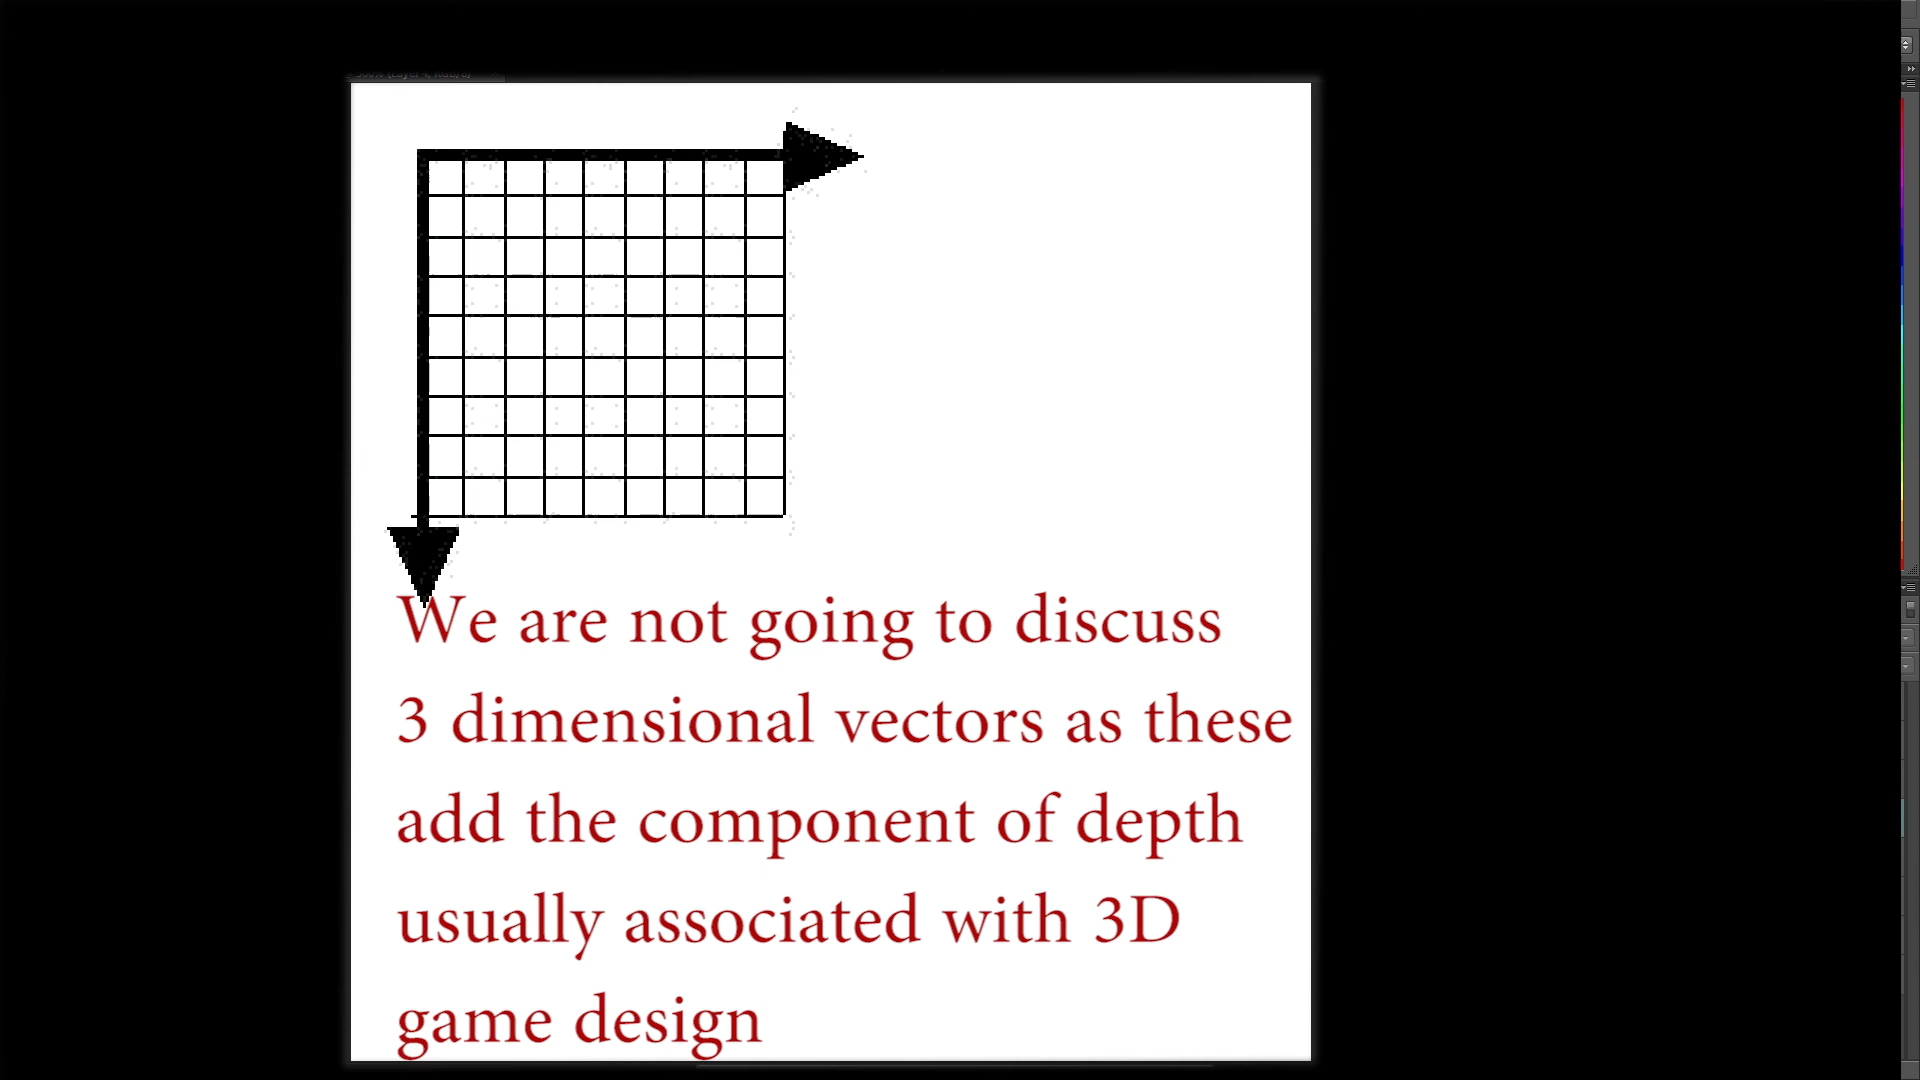 We are not going to discuss
3 dimensional vectors as these
add the component of depth
usually associated with 3D
game design